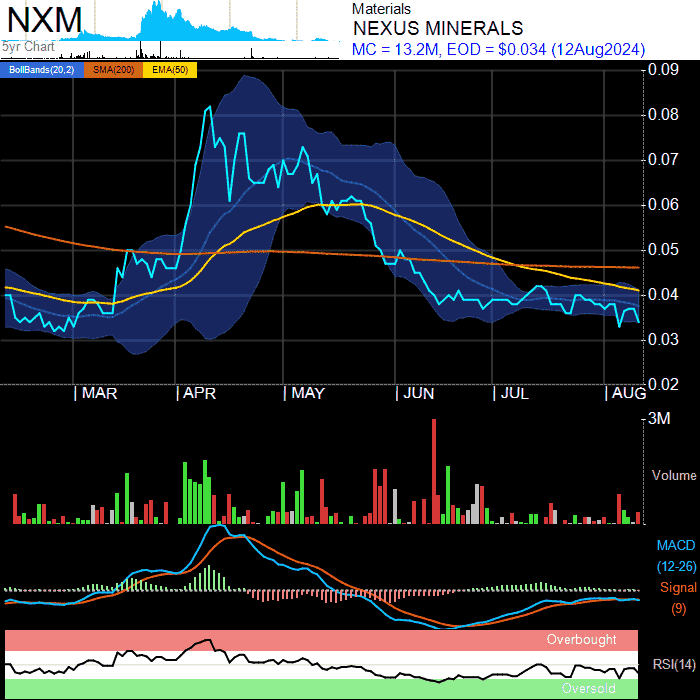 NXM
5yr Chart
Materials
NEXUS MINERALS
MC = 13.2M, EOD = $0.034 (12Aug2024)
BollBands(20,2) SMA(200) EMA(50)
0.09
0.08
0.07
0.06
0.05
0.04
0.03
0.02
MAR APR MAY JUN JUL AUG
3M
Volume
MACD
(12-26)
Signal
(9)
Overbought
RSI(14)
Oversold